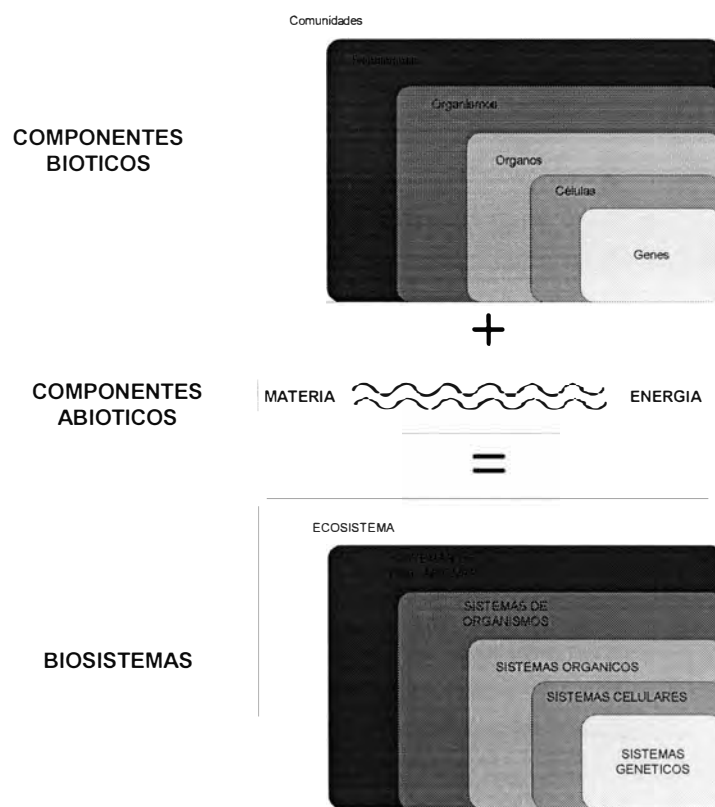 Comunidades
Poblaciones
Organismos
COMPONENTES
BIOTICOS
Organos
Células
Genes
+
COMPONENTES
ABIOTICOS
MATERIA
ENERGIA
=
ECOSISTEMA
SISTEMAS DE
ORGANISMOS
BIOSISTEMAS
SISTEMAS ORGANICOS
SISTEMAS CELULARES
SISTEMAS
GENETICOS